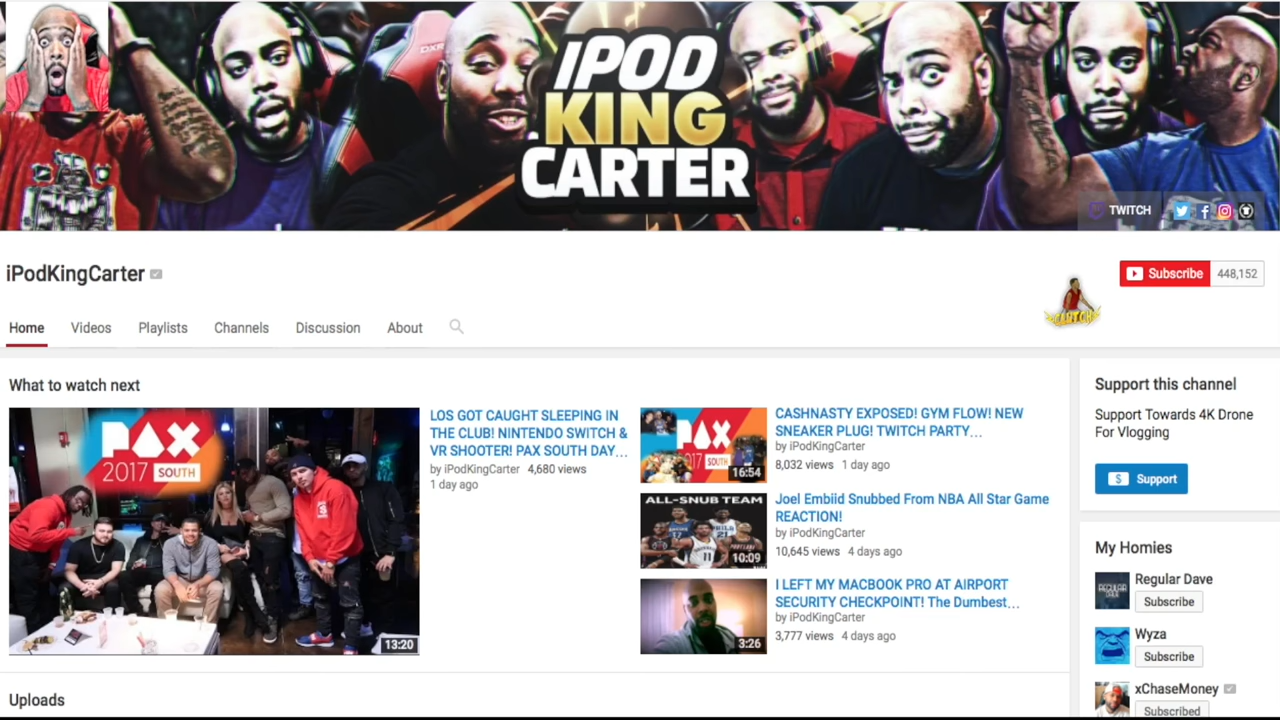 DXR
iPOD
KING
CARTER
TWITCH
iPodKingCarter
Subscribe 448,152
Home Videos Playlists Channels Discussion About
What to watch next
PAX
2017 SOUTH
13:20
LOS GOT CAUGHT SLEEPING IN
THE CLUB! NINTENDO SWITCH &
VR SHOOTER! PAX SOUTH DAY…
by iPodKingCarter 4,680 views
1 day ago
PAX
2017 SOUTH
16:54
CASHNASTY EXPOSED! GYM FLOW! NEW
SNEAKER PLUG! TWITCH PARTY…
by iPodKingCarter
8,032 views 1 day ago
ALL-SNUB TEAM
10:09
Joel Embiid Snubbed From NBA All Star Game
REACTION!
by iPodKingCarter
10,645 views 4 days ago
3:26
I LEFT MY MACBOOK PRO AT AIRPORT
SECURITY CHECKPOINT! The Dumbest…
by iPodKingCarter
3,777 views 4 days ago
Uploads
Support this channel
Support Towards 4K Drone
For Vlogging
$ Support
My Homies
REGULAR
DAVE
Regular Dave
Subscribe
Wyza
Subscribe
xChaseMoney
Subscribed